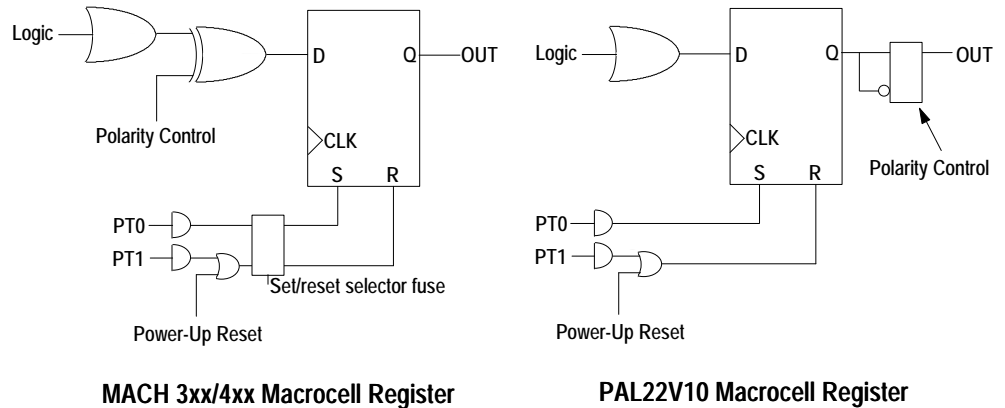 Logic
D
Q
OUT
Polarity Control
CLK
S
R
PT0
PT1
Set/reset selector fuse
Power-Up Reset
MACH 3xx/4xx Macrocell Register
Logic
D
Q
OUT
CLK
Polarity Control
S
R
PT0
PT1
Power-Up Reset
PAL22V10 Macrocell Register